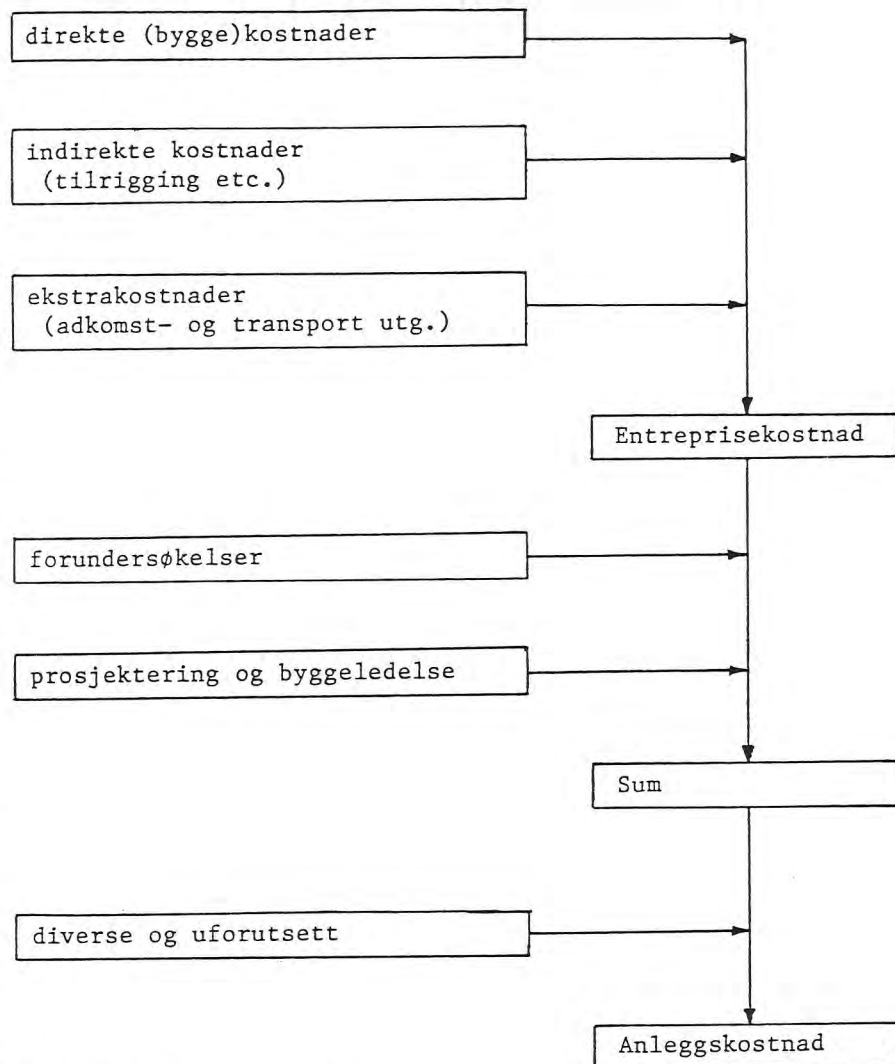 direkte (bygge)kostnader
indirekte kostnader
(tilrigging etc.)
ekstrakostnader
(adkomst- og transport utg.)
Entreprisekostnad
forundersøkelser
prosjektering og byggeledelse
Sum
diverse og uforutsett
Anleggskostnad